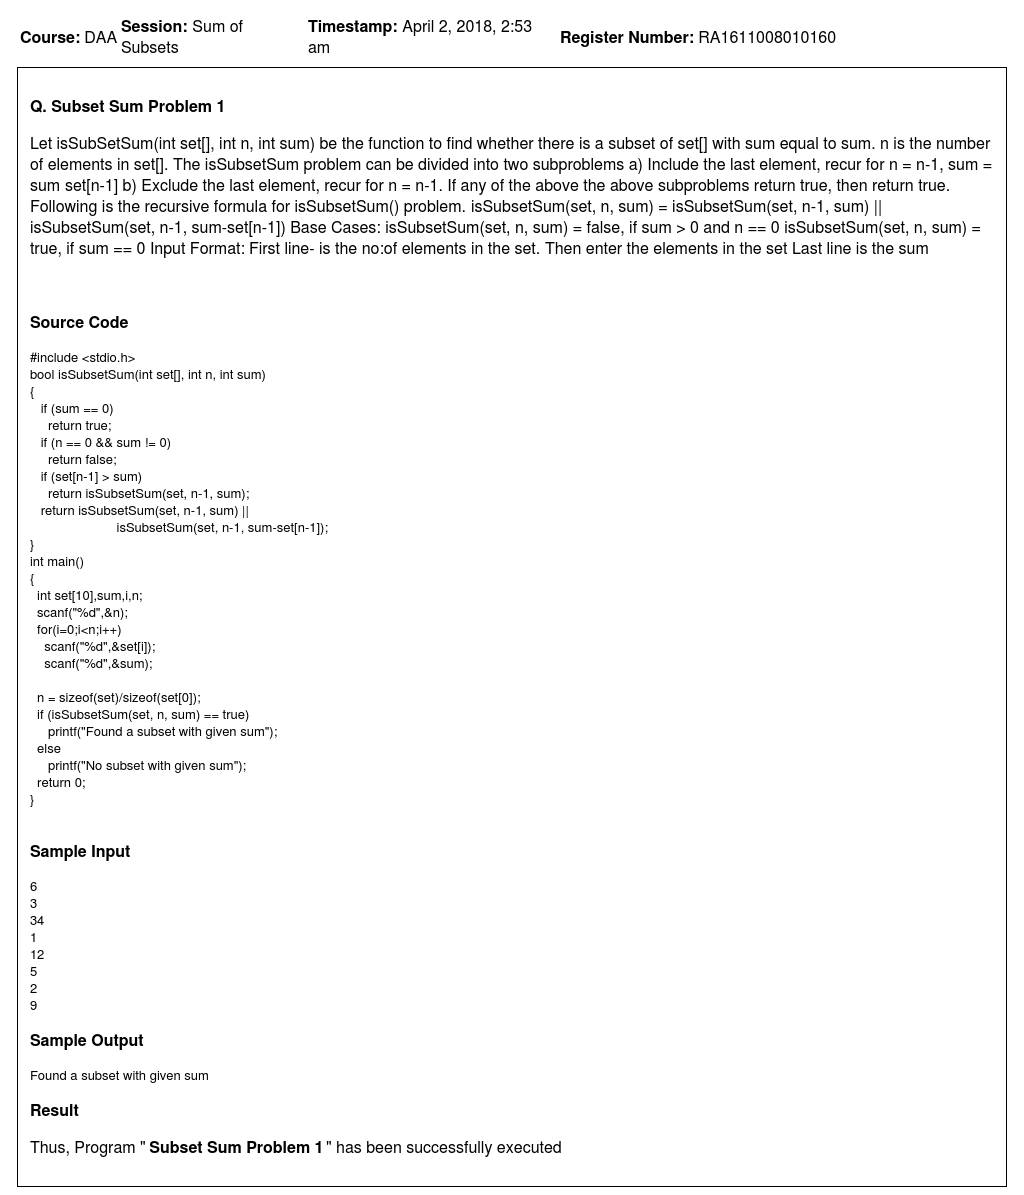 Course: DAA Session: Sum of Subsets Timestamp: April 2, 2018, 2:53 am Register Number: RA1611008010160
Q. Subset Sum Problem 1
Let isSubSetSum(int set[], int n, int sum) be the function to find whether there is a subset of set[] with sum equal to sum. n is the number
of elements in set[]. The isSubsetSum problem can be divided into two subproblems a) Include the last element, recur for n = n-1, sum =
sum set[n-1] b) Exclude the last element, recur for n = n-1. If any of the above the above subproblems return true, then return true.
Following is the recursive formula for isSubsetSum() problem. isSubsetSum(set, n, sum) = isSubsetSum(set, n-1, sum) ||
isSubsetSum(set, n-1, sum-set[n-1]) Base Cases: isSubsetSum(set, n, sum) = false, if sum > 0 and n == 0 isSubsetSum(set, n, sum) =
true, if sum == 0 Input Format: First line- is the no:of elements in the set. Then enter the elements in the set Last line is the sum
Source Code
#include <stdio.h>
bool isSubsetSum(int set[], int n, int sum)
{
if (sum == 0)
return true;
if (n == 0 && sum != 0)
return false;
if (set[n-1] > sum)
return isSubsetSum(set, n-1, sum);
return isSubsetSum(set, n-1, sum) ||
isSubsetSum(set, n-1, sum-set[n-1]);
}
int main()
{
int set[10],sum,i,n;
scanf("%d",&n);
for(i=0;i<n;i++)
scanf("%d",&set[i]);
scanf("%d",&sum);
n = sizeof(set)/sizeof(set[0]);
if (isSubsetSum(set, n, sum) == true)
printf("Found a subset with given sum");
else
printf("No subset with given sum");
return 0;
}
Sample Input
6
3
34
1
12
5
2
9
Sample Output
Found a subset with given sum
Result
Thus, Program " Subset Sum Problem 1 " has been successfully executed